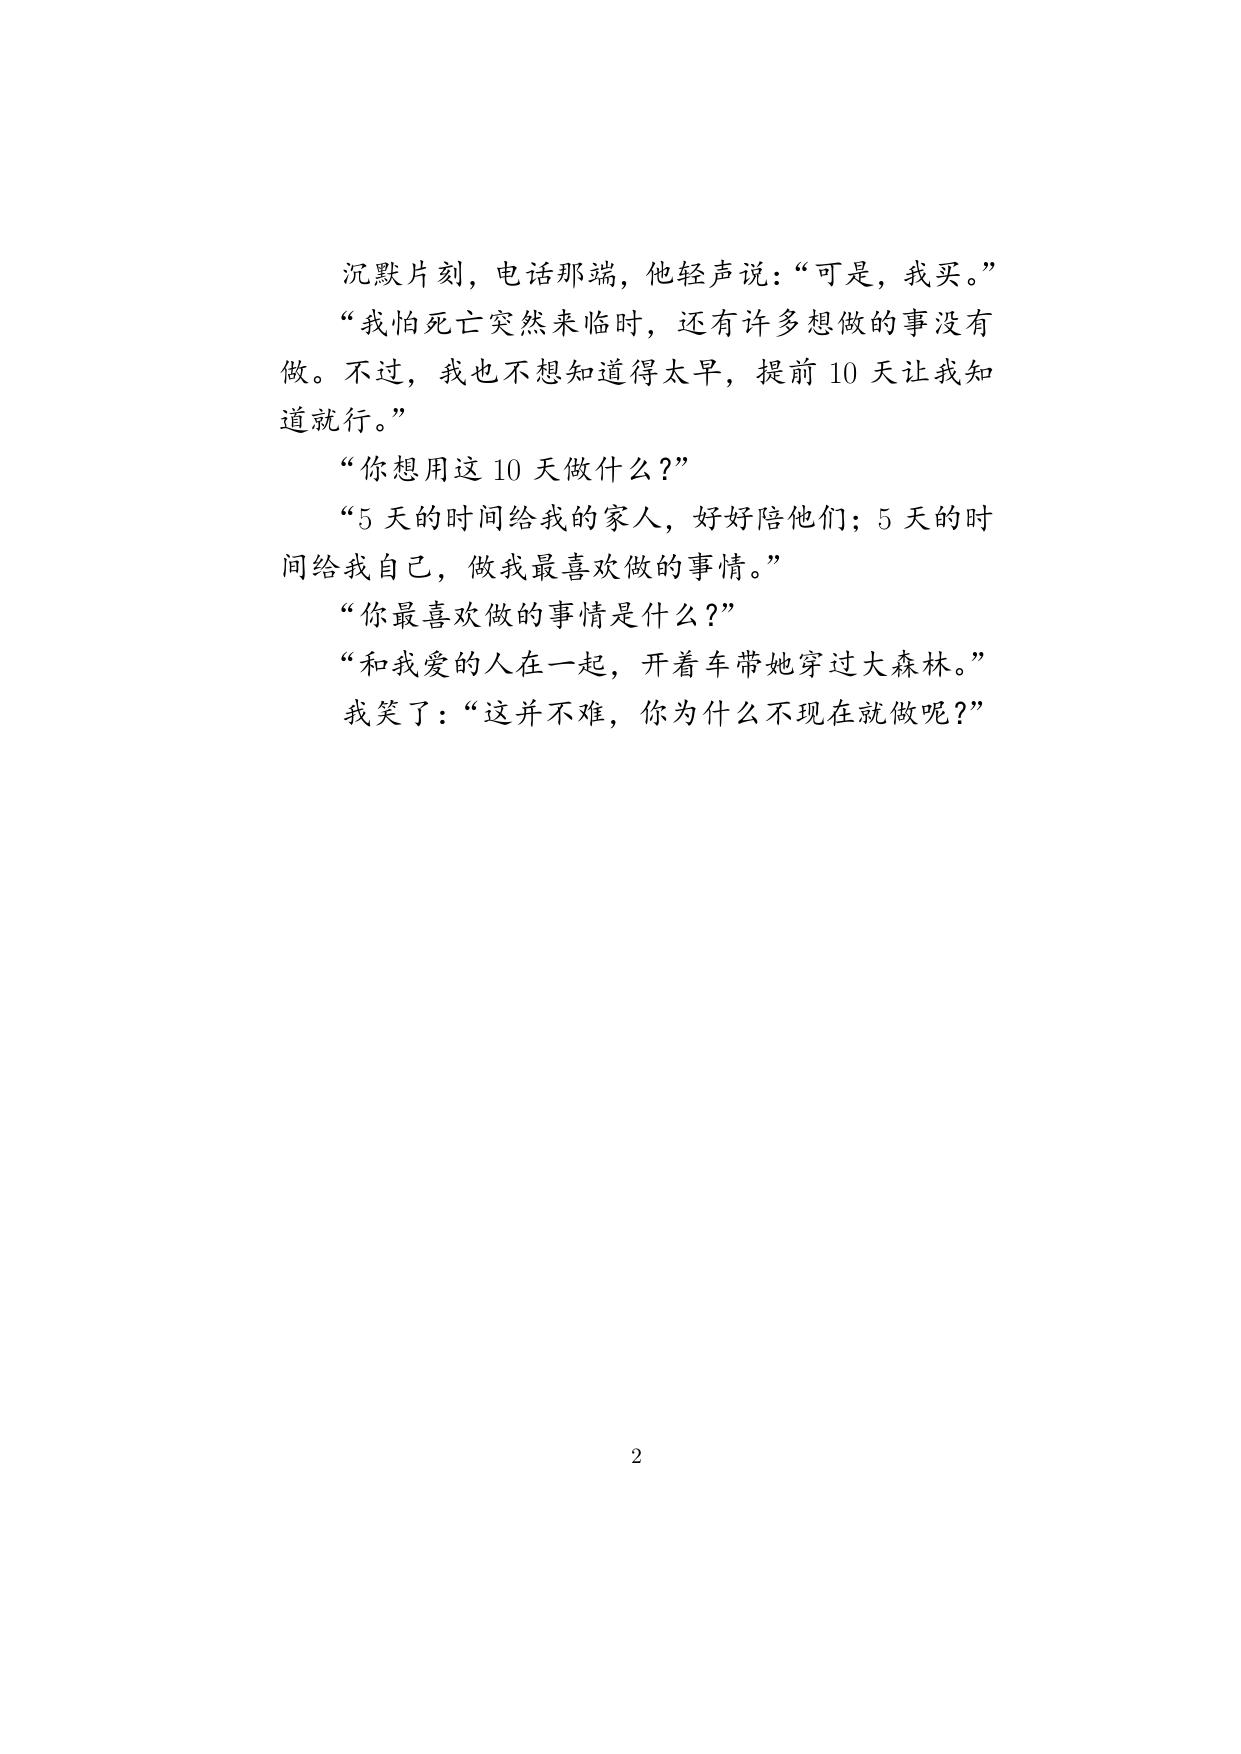 沉默片刻，电话那端，他轻声说：“可是，我买。”
“我怕死亡突然来临时，还有许多想做的事没有
做。不过，我也不想知道得太早，提前 10 天让我知
道就行。”
“你想用这 10 天做什么？”
“5 天的时间给我的家人，好好陪他们；5 天的时
间给我自己，做我最喜欢做的事情。”
“你最喜欢做的事情是什么？”
“和我爱的人在一起，开着车带她穿过大森林。”
我笑了：“这并不难，你为什么不现在就做呢？”
2